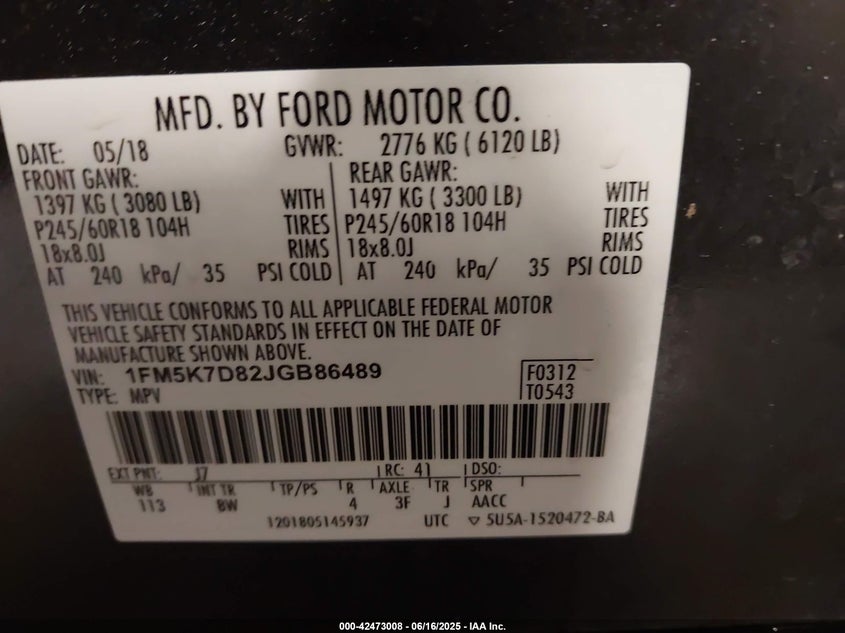 MFD. BY FORD MOTOR CO.
DATE: 05/18 GVWR: 2776 KG ( 6120 LB)
FRONT GAWR: REAR GAWR:
1397 KG ( 3080 LB) WITH 1497 KG ( 3300 LB) WITH
P245/60R18 104H TIRES P245/60R18 104H TIRES
18x8.0J RIMS 18x8.0J RIMS
AT 240 kPa/ 35 PSI COLD AT 240 kPa/ 35 PSI COLD
THIS VEHICLE CONFORMS TO ALL APPLICABLE FEDERAL MOTOR
VEHICLE SAFETY STANDARDS IN EFFECT ON THE DATE OF
MANUFACTURE SHOWN ABOVE.
VIN: 1FM5K7D82JGB86489 F0312
TYPE: MPV T0543
EXT PNT: J7 RC: 41 DSO:
WB INT TR TP/PS R AXLE TR SPR
113 BW 4 3F J AACC
1201805145937 UTC ▽ 5U5A-1520472-BA
000-42473008 - 06/16/2025 - IAA Inc.